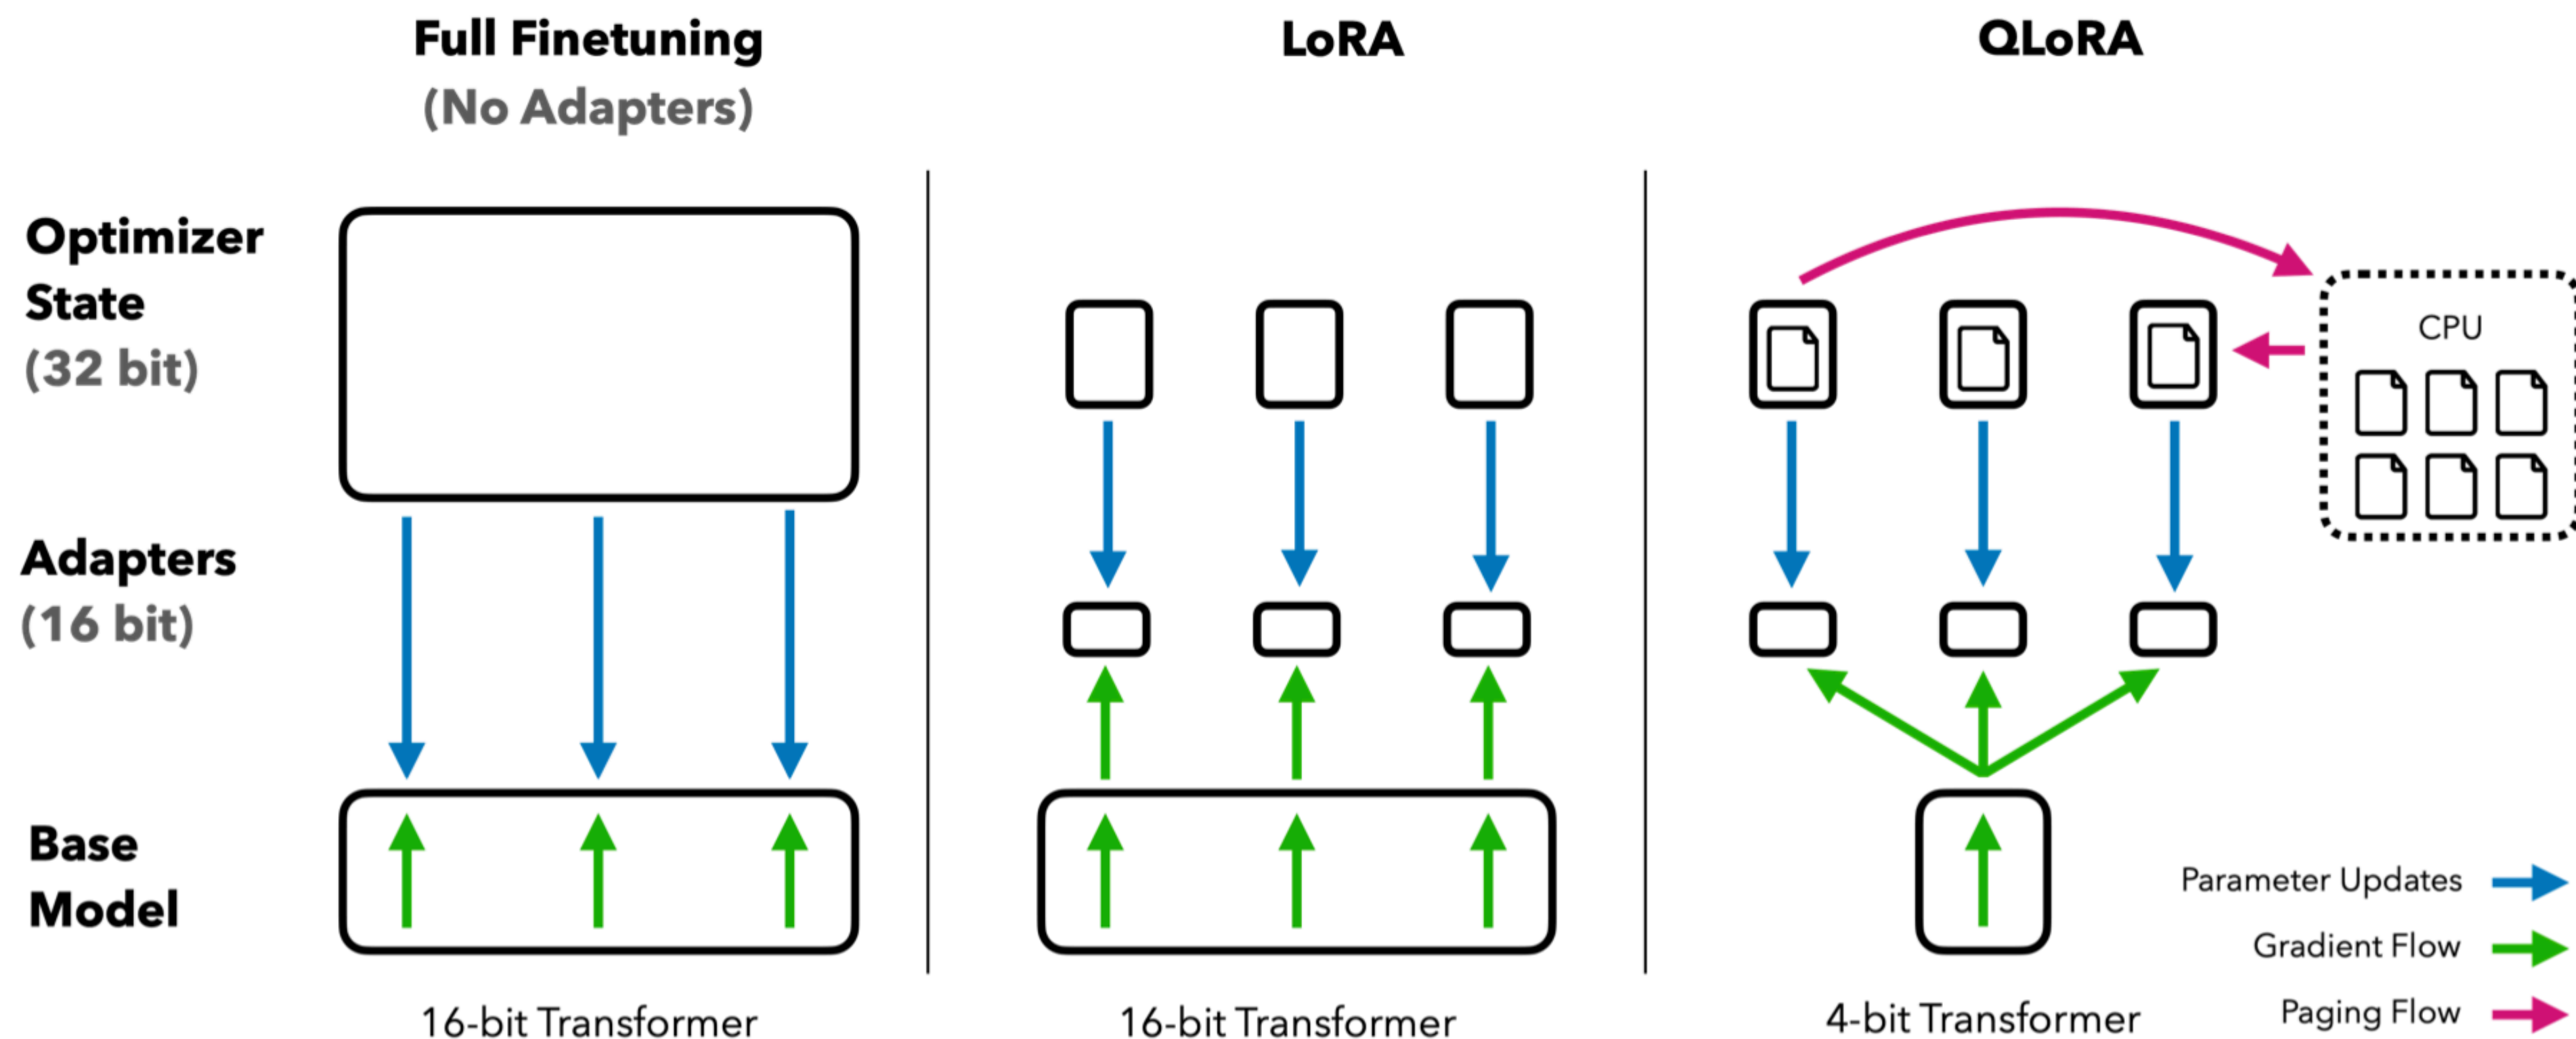 Full Finetuning
(No Adapters)
LoRA
QLoRA
Optimizer
State
(32 bit)
CPU
Adapters
(16 bit)
Base
Model
Parameter Updates
Gradient Flow
Paging Flow
16-bit Transformer
16-bit Transformer
4-bit Transformer